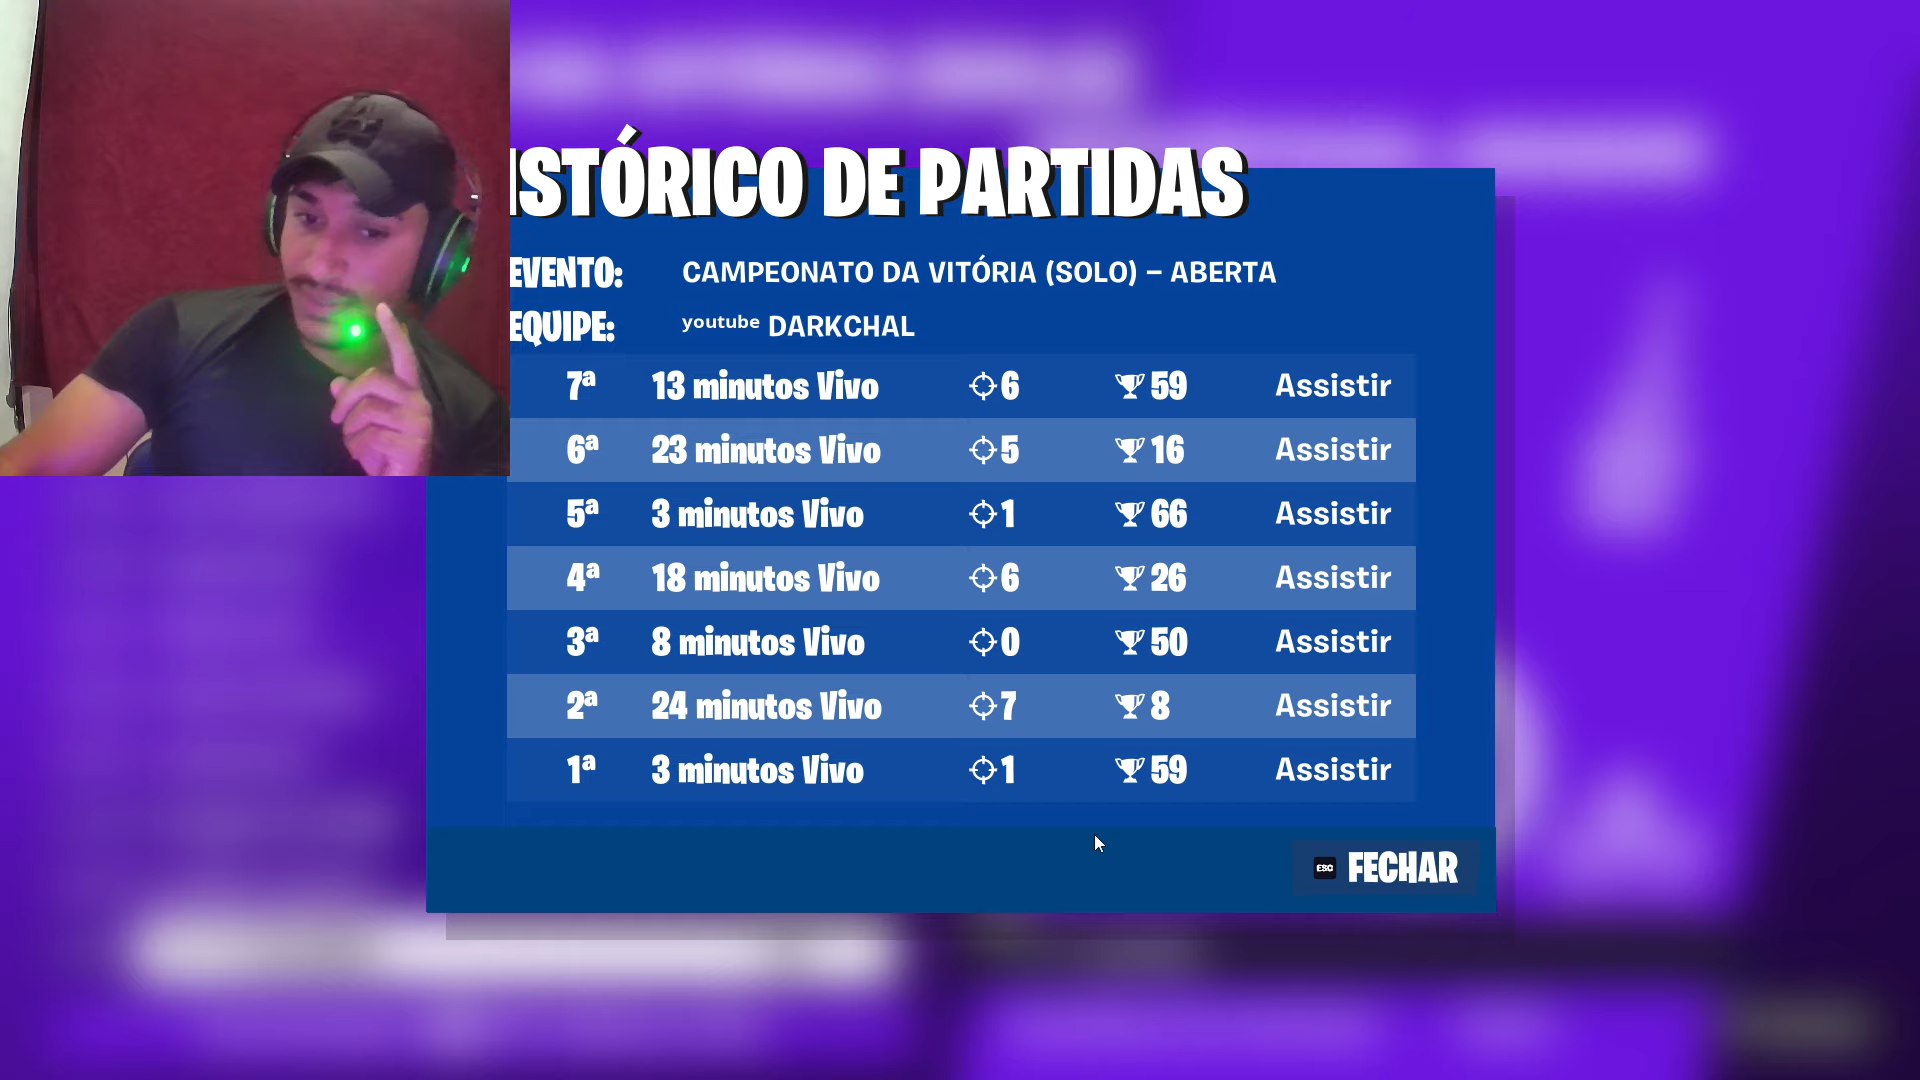 ISTÓRICO DE PARTIDAS
EVENTO: CAMPEONATO DA VITÓRIA (SOLO) – ABERTA
EQUIPE: youtube DARKCHAL
7ª 13 minutos Vivo 6 59 Assistir
6ª 23 minutos Vivo 5 16 Assistir
5ª 3 minutos Vivo 1 66 Assistir
4ª 18 minutos Vivo 6 26 Assistir
3ª 8 minutos Vivo 0 50 Assistir
2ª 24 minutos Vivo 7 8 Assistir
1ª 3 minutos Vivo 1 59 Assistir
ESC FECHAR